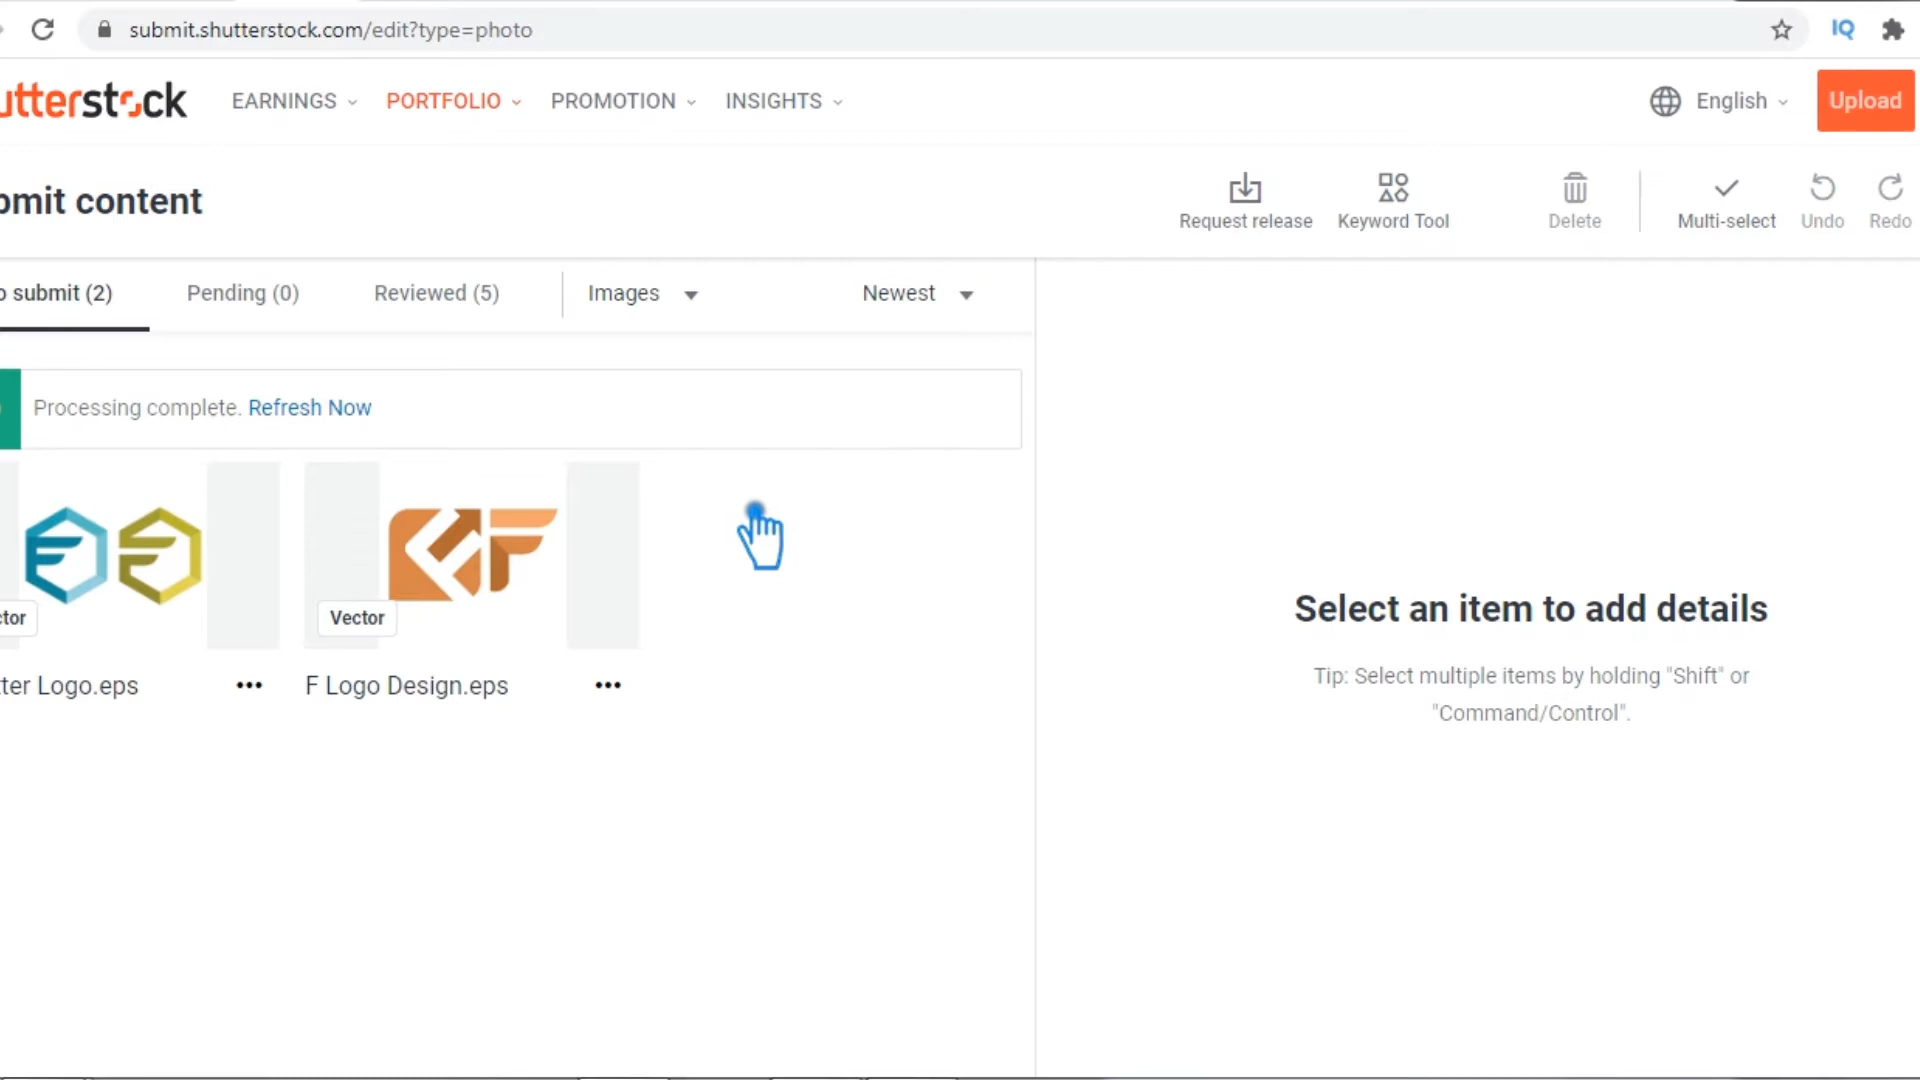 submit.shutterstock.com/edit?type=photo
IQ
utterstock
EARNINGS
PORTFOLIO
PROMOTION
INSIGHTS
English
Upload
bmit content
Request release
Keyword Tool
Delete
Multi-select
Undo
Redo
o submit (2)
Pending (0)
Reviewed (5)
Images
Newest
Processing complete. Refresh Now
ctor
Vector
tter Logo.eps
F Logo Design.eps
Select an item to add details
Tip: Select multiple items by holding "Shift" or
"Command/Control".